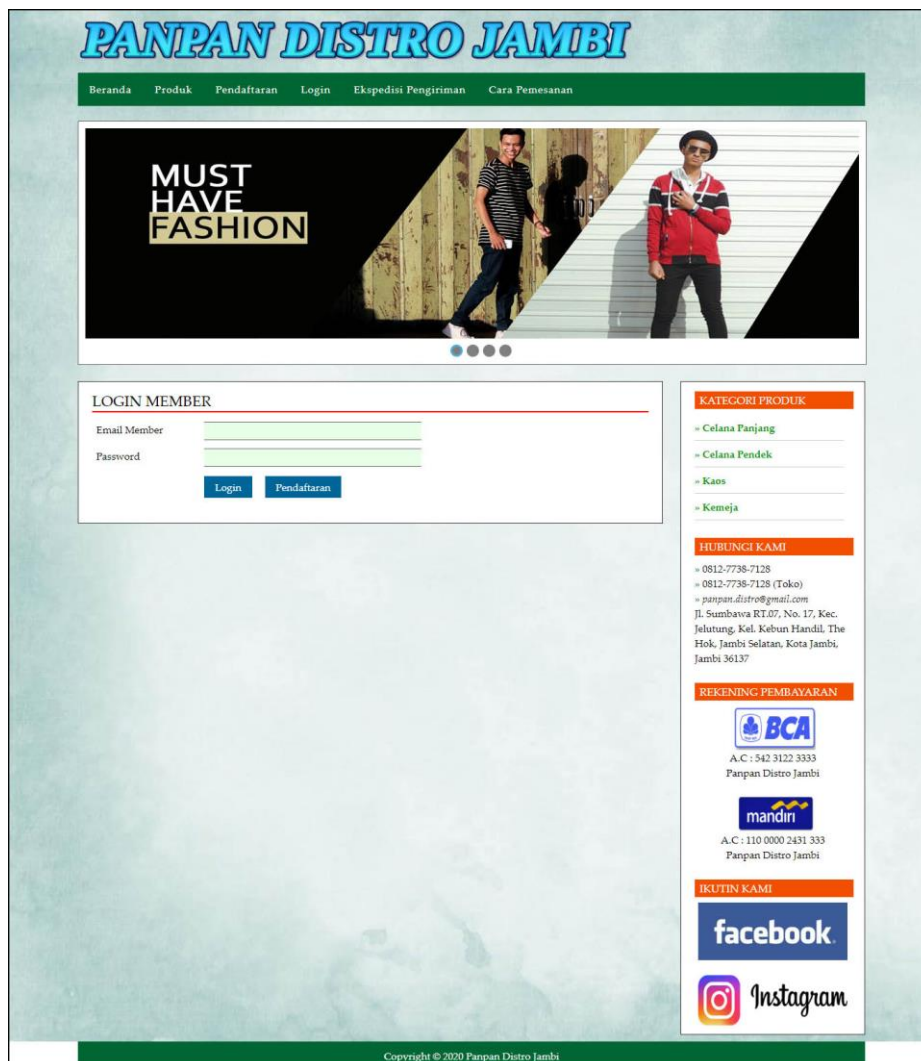 PANPAN DISTRO JAMBI
Beranda Produk Pendaftaran Login Ekspedisi Pengiriman Cara Pemesanan
MUST
HAVE
FASHION
LOGIN MEMBER
Email Member
Password
Login Pendaftaran
KATEGORI PRODUK
» Celana Panjang
» Celana Pendek
» Kaos
» Kemeja
HUBUNGI KAMI
» 0812-7738-7128
» 0812-7738-7128 (Toko)
» panpan.distro@gmail.com
Jl. Sumbawa RT.07, No. 17, Kec.
Jelutung, Kel. Kebun Handil, The
Hok, Jambi Selatan, Kota Jambi,
Jambi 36137
REKENING PEMBAYARAN
BCA
A.C : 542 3122 3333
Panpan Distro Jambi
mandiri
A.C : 110 0000 2431 333
Panpan Distro Jambi
IKUTIN KAMI
facebook.
Instagram
Copyright © 2020 Panpan Distro Jambi